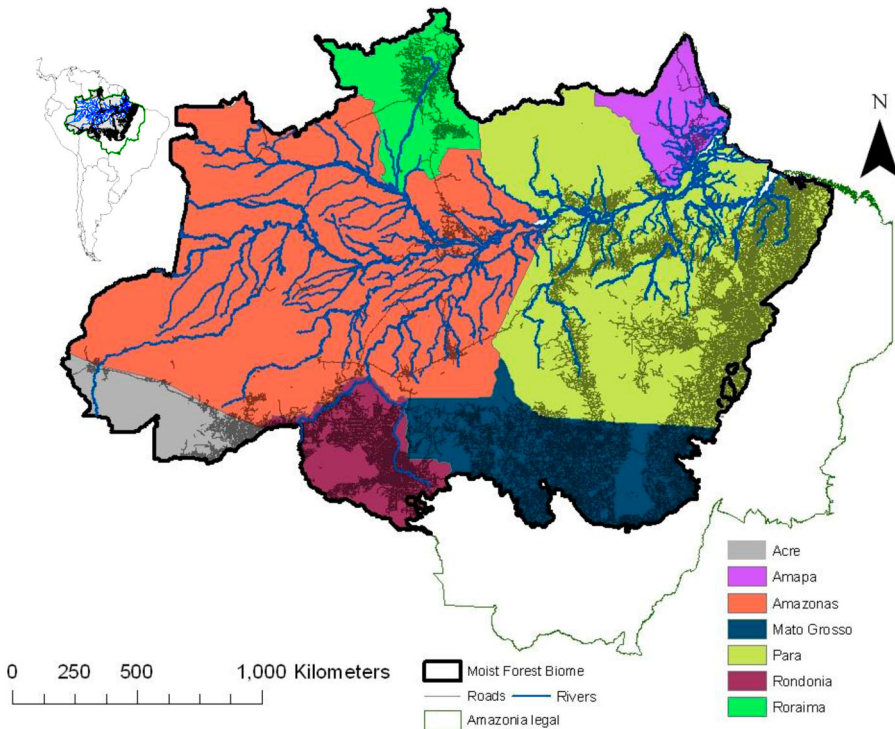 N
Acre
Amapa
Amazonas
Mato Grosso
Para
Rondonia
Roraima
0 250 500 1,000 Kilometers
Moist Forest Biome
Roads Rivers
Amazonia legal